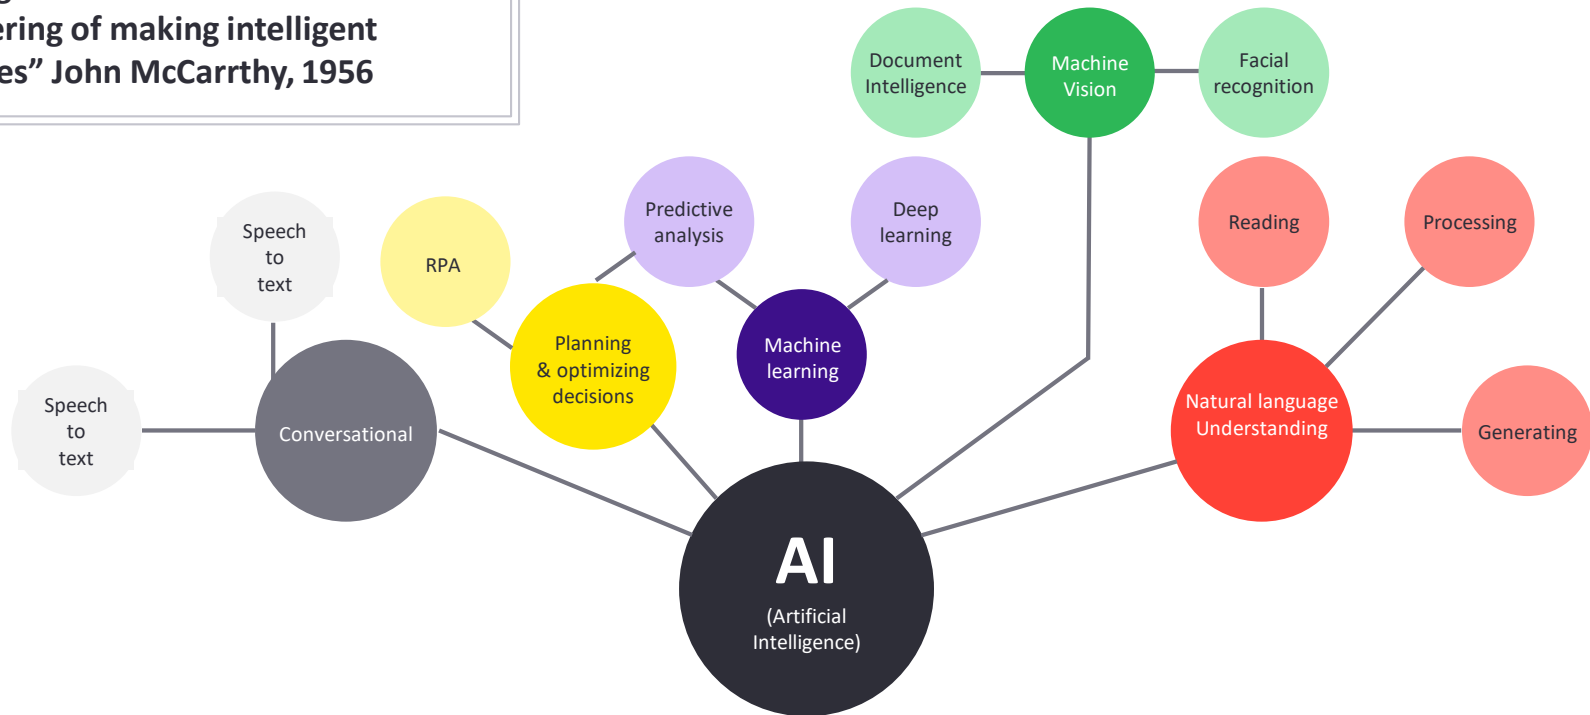 ering of making intelligent
es” John McCarrthy, 1956
Document
Intelligence
Machine
Vision
Facial
recognition
Speech
to
text
RPA
Predictive
analysis
Deep
learning
Reading
Processing
Planning
& optimizing
decisions
Machine
learning
Speech
to
text
Conversational
Natural language
Understanding
Generating
AI
(Artificial
Intelligence)